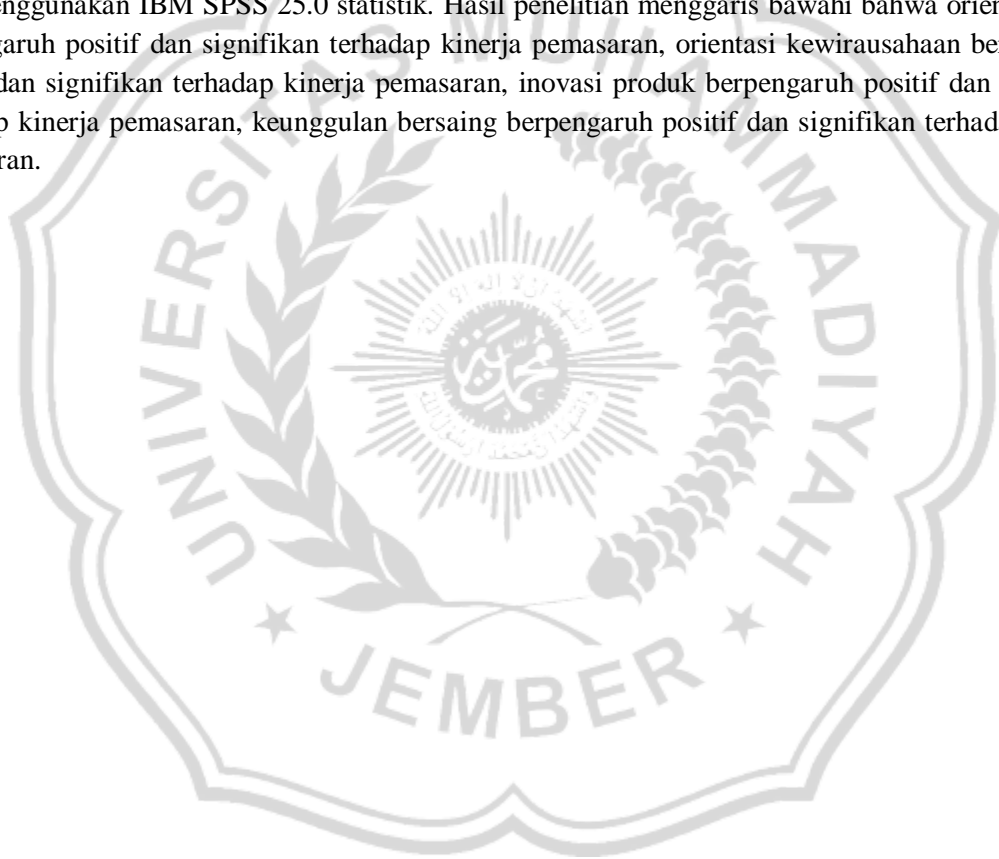 enggunakan IBM SPSS 25.0 statistik. Hasil penelitian menggaris bawahi bahwa orien
garuh positif dan signifikan terhadap kinerja pemasaran, orientasi kewirausahaan ber
dan signifikan terhadap kinerja pemasaran, inovasi produk berpengaruh positif dan
p kinerja pemasaran, keunggulan bersaing berpengaruh positif dan signifikan terhada
ran.
UNIVERSITAS MUHAMMADIYAH
JEMBER